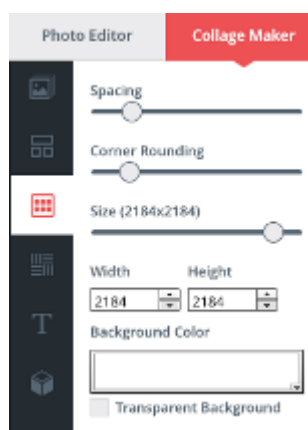 Photo Editor Collage Maker
Spacing
Corner Rounding
Size (2184x2184)
Width Height
2184 2184
Background Color
T
Transparent Background